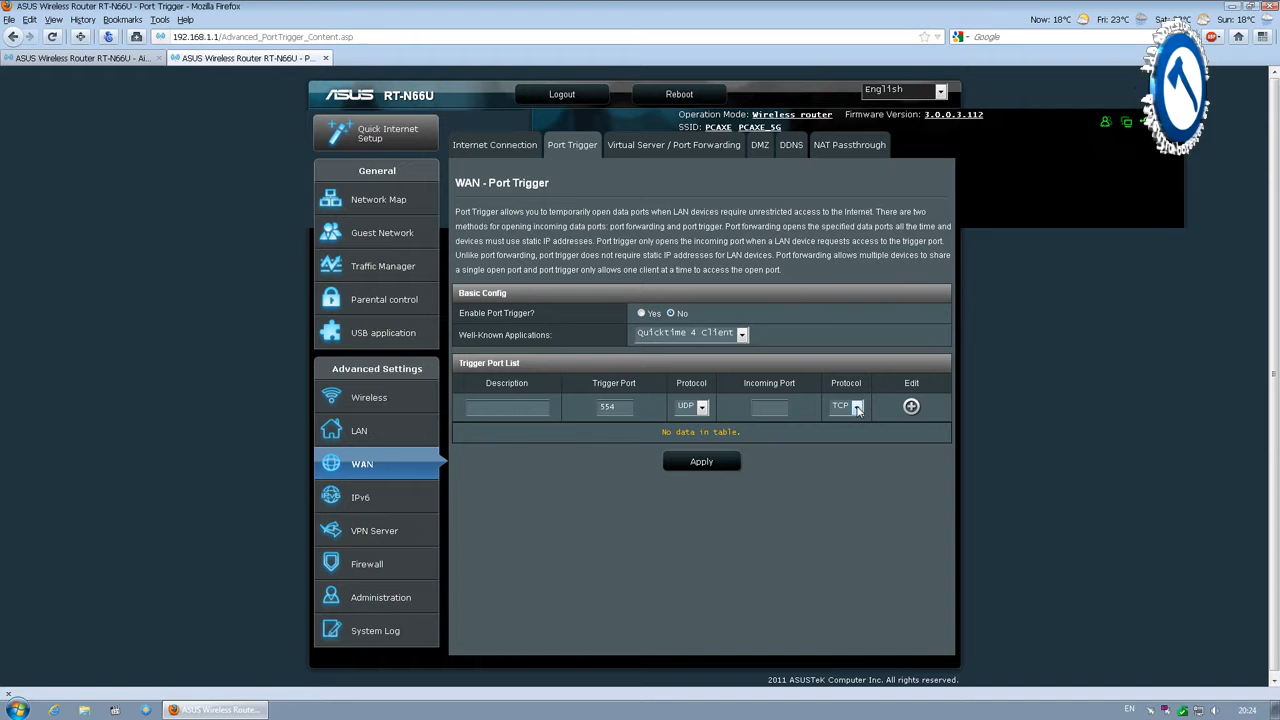 ASUS Wireless Router RT-N66U - Port Trigger - Mozilla Firefox
File Edit View History Bookmarks Tools Help
Now: 18°C Fri: 23°C Sun: 18°C
192.168.1.1/Advanced_PortTrigger_Content.asp
Google
ASUS Wireless Router RT-N66U - Ai...
ASUS Wireless Router RT-N66U - P...
ASUS RT-N66U
Logout
Reboot
English
Operation Mode: Wireless router Firmware Version: 3.0.0.3.112
SSID: PCAXE PCAXE_5G
Quick Internet
Setup
General
Network Map
Guest Network
Traffic Manager
Parental control
USB application
Advanced Settings
Wireless
LAN
WAN
IPv6
VPN Server
Firewall
Administration
System Log
Internet Connection
Port Trigger
Virtual Server / Port Forwarding
DMZ
DDNS
NAT Passthrough
WAN - Port Trigger
Port Trigger allows you to temporarily open data ports when LAN devices require unrestricted access to the Internet. There are two
methods for opening incoming data ports: port forwarding and port trigger. Port forwarding opens the specified data ports all the time and
devices must use static IP addresses. Port trigger only opens the incoming port when a LAN device requests access to the trigger port.
Unlike port forwarding, port trigger does not require static IP addresses for LAN devices. Port forwarding allows multiple devices to share
a single open port and port trigger only allows one client at a time to access the open port.
Basic Config
Enable Port Trigger? Yes No
Well-Known Applications: Quicktime 4 Client
Trigger Port List
Description Trigger Port Protocol Incoming Port Protocol Edit
554 UDP TCP
No data in table.
Apply
2011 ASUSTeK Computer Inc. All rights reserved.
ASUS Wireless Route...
EN
20:24